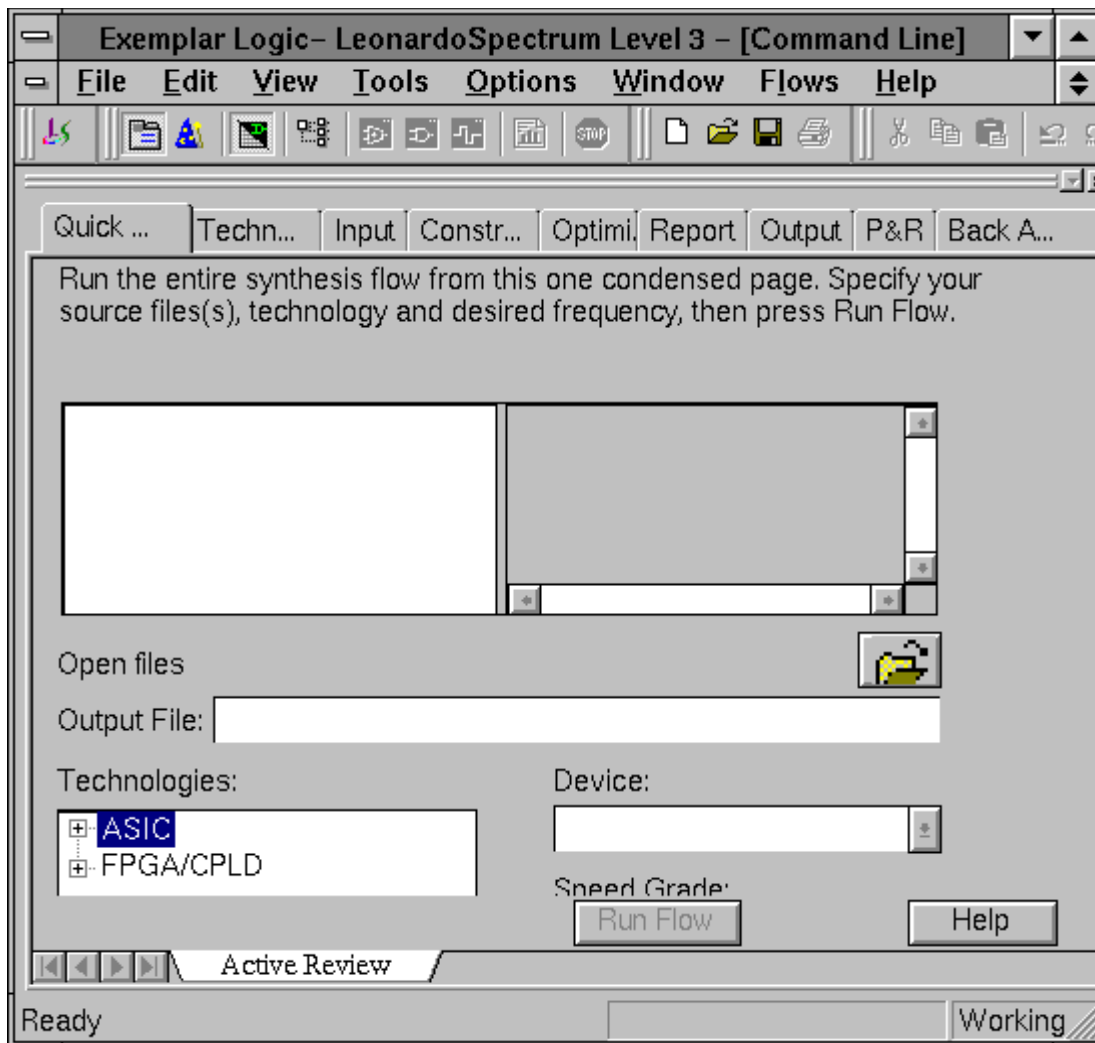 Exemplar Logic– LeonardoSpectrum Level 3 – [Command Line]
File Edit View Tools Options Window Flows Help
STOP
Quick ... Techn... Input Constr... Optimi. Report Output P&R Back A...
Run the entire synthesis flow from this one condensed page. Specify your
source files(s), technology and desired frequency, then press Run Flow.
Open files
Output File:
Technologies: Device:
ASIC
FPGA/CPLD
Speed Grade:
Run Flow Help
Active Review
Ready Working